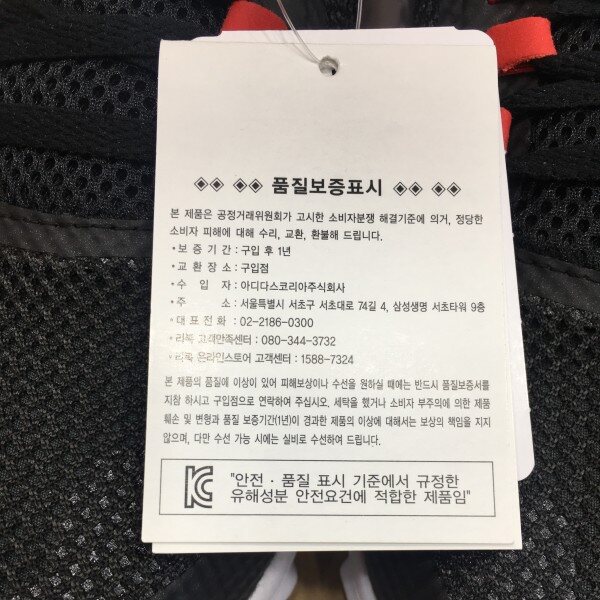 ◈◈ ◈◈ 품질보증표시 ◈◈ ◈◈
본 제품은 공정거래위원회가 고시한 소비자분쟁 해결기준에 의거, 정당한
소비자 피해에 대해 수리, 교환, 환불해 드립니다.
* 보 증 기 간 : 구입 후 1년
* 교 환 장 소 : 구입점
* 수 입 자 : 아디다스코리아주식회사
* 주 소 : 서울특별시 서초구 서초대로 74길 4, 삼성생명 서초타워 9층
* 대 표 전 화 : 02-2186-0300
* 리복 고객만족센터 : 080-344-3732
* 리복 온라인스토어 고객센터 : 1588-7324
본 제품의 품질에 이상이 있어 피해보상이나 수선을 원하실 때에는 반드시 품질보증서를
지참 하시고 구입점으로 연락하여 주십시오. 세탁을 했거나 소비자 부주의에 의한 제품
훼손 및 변형과 품질 보증기간(1년)이 경과한 제품의 이상에 대해서는 보상의 책임을 지지
않으며, 다만 수선 가능 시에는 실비로 수선하여 드립니다.
KC
"안전 · 품질 표시 기준에서 규정한
유해성분 안전요건에 적합한 제품임"